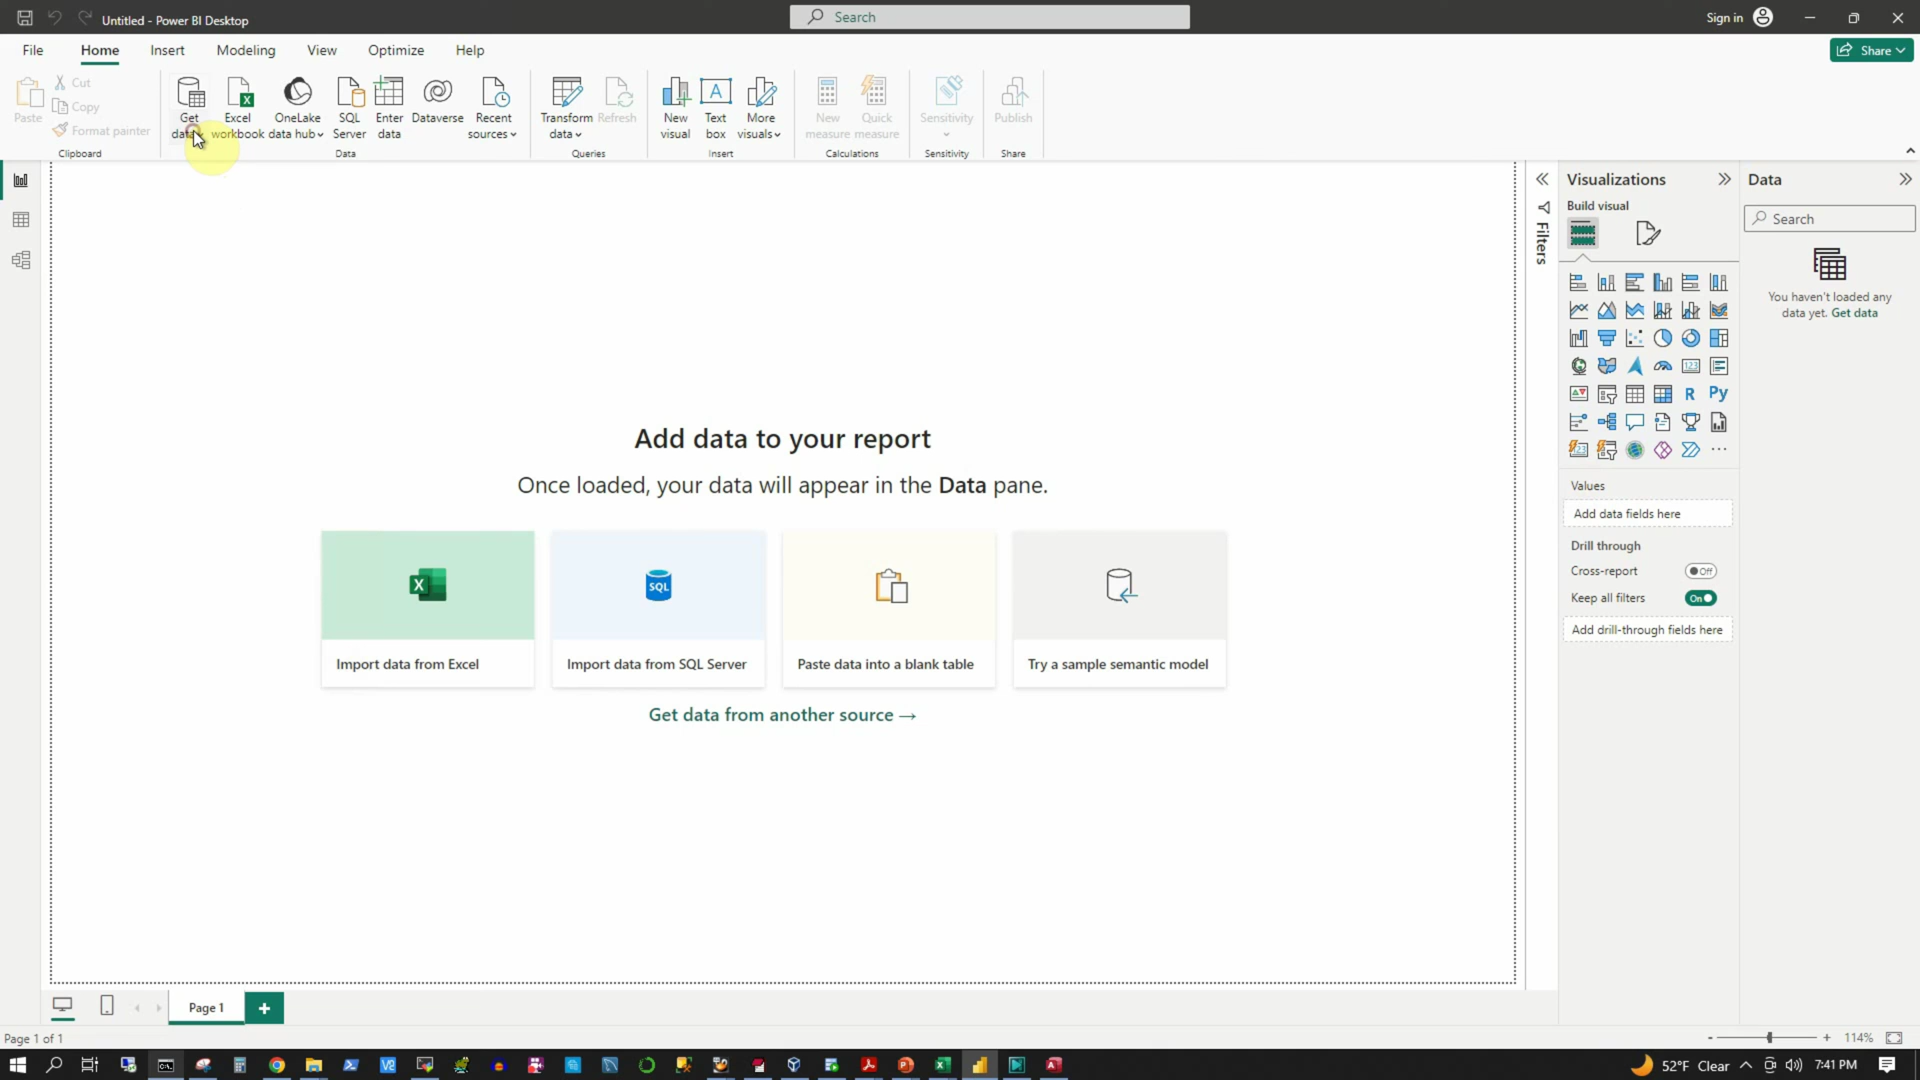 Untitled - Power BI Desktop
Search
Sign in
File
Home
Insert
Modeling
View
Optimize
Help
Share
Paste
Cut
Copy
Format painter
Clipboard
Get
data
Excel
workbook
OneLake
data hub
SQL
Server
Enter
data
Dataverse
Recent
sources
Data
Transform
data
Refresh
Queries
New
visual
Text
box
More
visuals
Insert
New
measure
Quick
measure
Calculations
Sensitivity
Sensitivity
Publish
Share
Filters
Visualizations
Build visual
R
Py
123
Values
Add data fields here
Drill through
Cross-report
Off
Keep all filters
On
Add drill-through fields here
Data
Search
You haven't loaded any
data yet. Get data
Add data to your report
Once loaded, your data will appear in the Data pane.
SQL
Import data from Excel
Import data from SQL Server
Paste data into a blank table
Try a sample semantic model
Get data from another source →
Page 1
Page 1 of 1
- + 114%
52°F Clear
7:41 PM